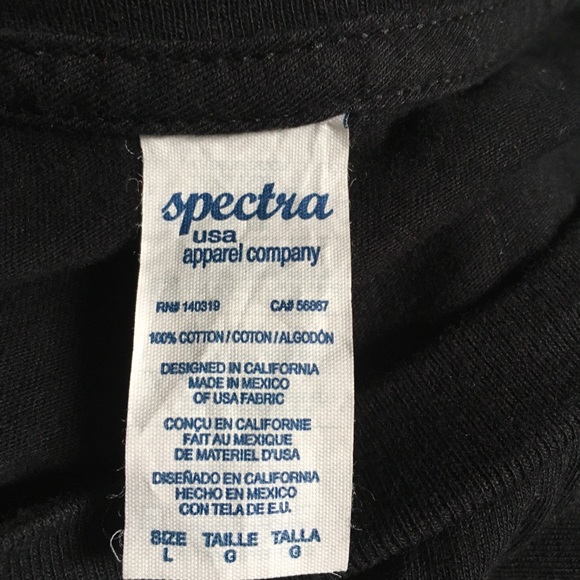 spectra
usa
apparel company
RN# 140319 CA# 56867
100% COTTON / COTON / ALGODÓN
DESIGNED IN CALIFORNIA
MADE IN MEXICO
OF USA FABRIC
CONÇU EN CALIFORNIE
FAIT AU MEXIQUE
DE MATERIEL D'USA
DISEÑADO EN CALIFORNIA
HECHO EN MEXICO
CON TELA DE E.U.
SIZE TAILLE TALLA
L G G